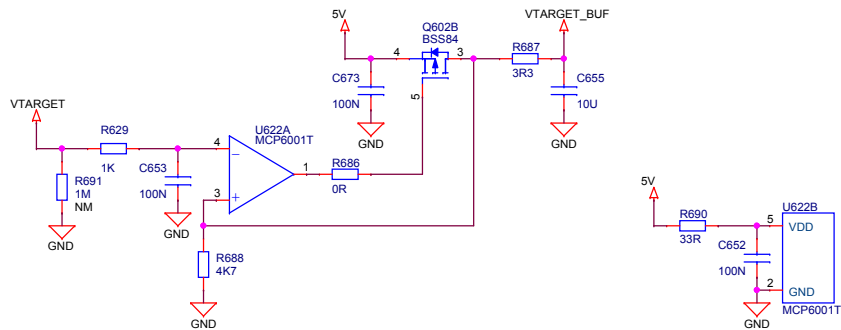 5V
Q602B
BSS84
VTARGET_BUF
4
3
R687
3R3
C673
100N
5
C655
10U
GND
GND
VTARGET
R629
1K
C653
100N
U622A
MCP6001T
4
3
1
R686
0R
R691
1M
NM
GND
GND
R688
4K7
GND
5V
R690
33R
C652
100N
U622B
5
VDD
2
GND
MCP6001T
GND